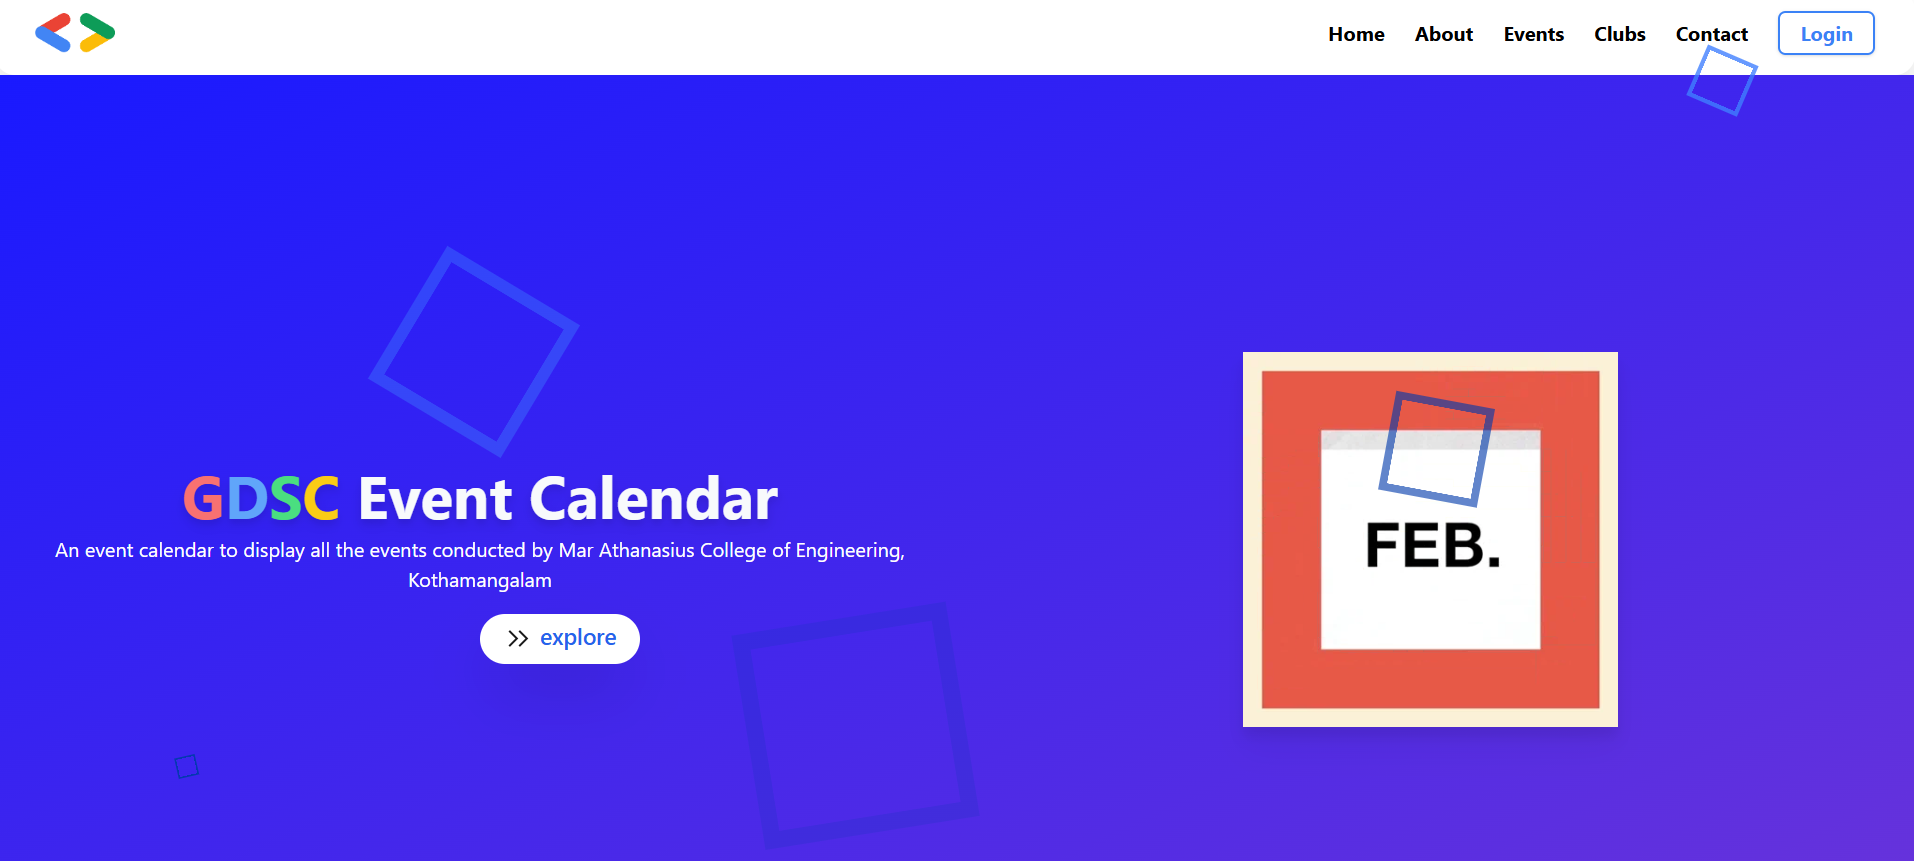 Home About Events Clubs Contact Login
GDSC Event Calendar
An event calendar to display all the events conducted by Mar Athanasius College of Engineering,
Kothamangalam
explore
FEB.